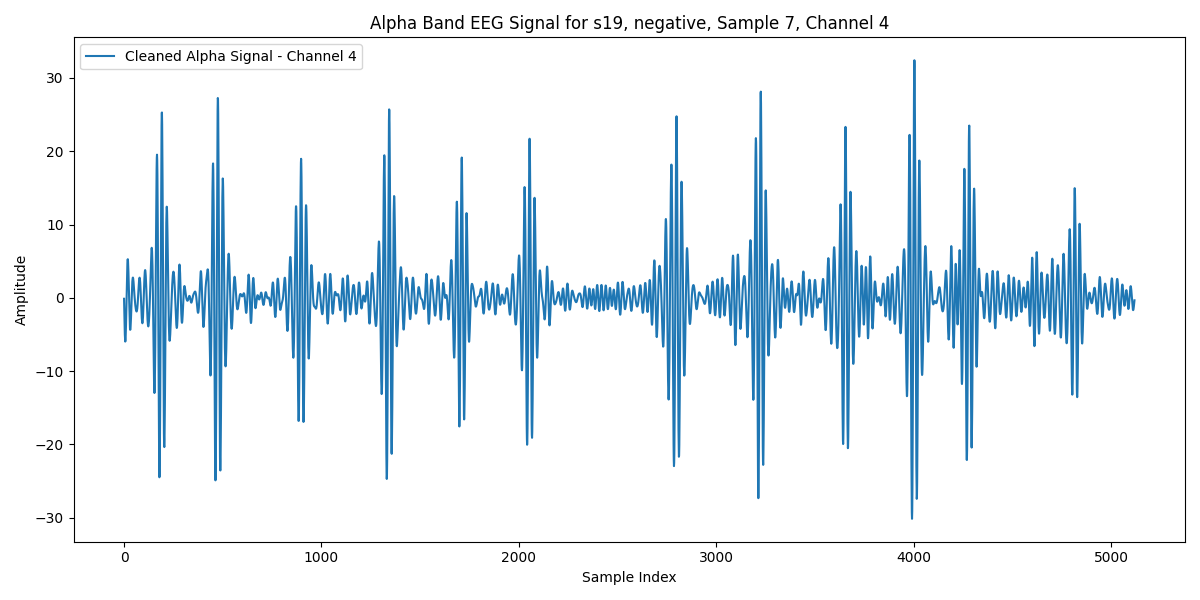 Alpha Band EEG Signal for s19, negative, Sample 7, Channel 4
Cleaned Alpha Signal - Channel 4
30
20
10
0
−10
−20
−30
Amplitude
0 1000 2000 3000 4000 5000
Sample Index